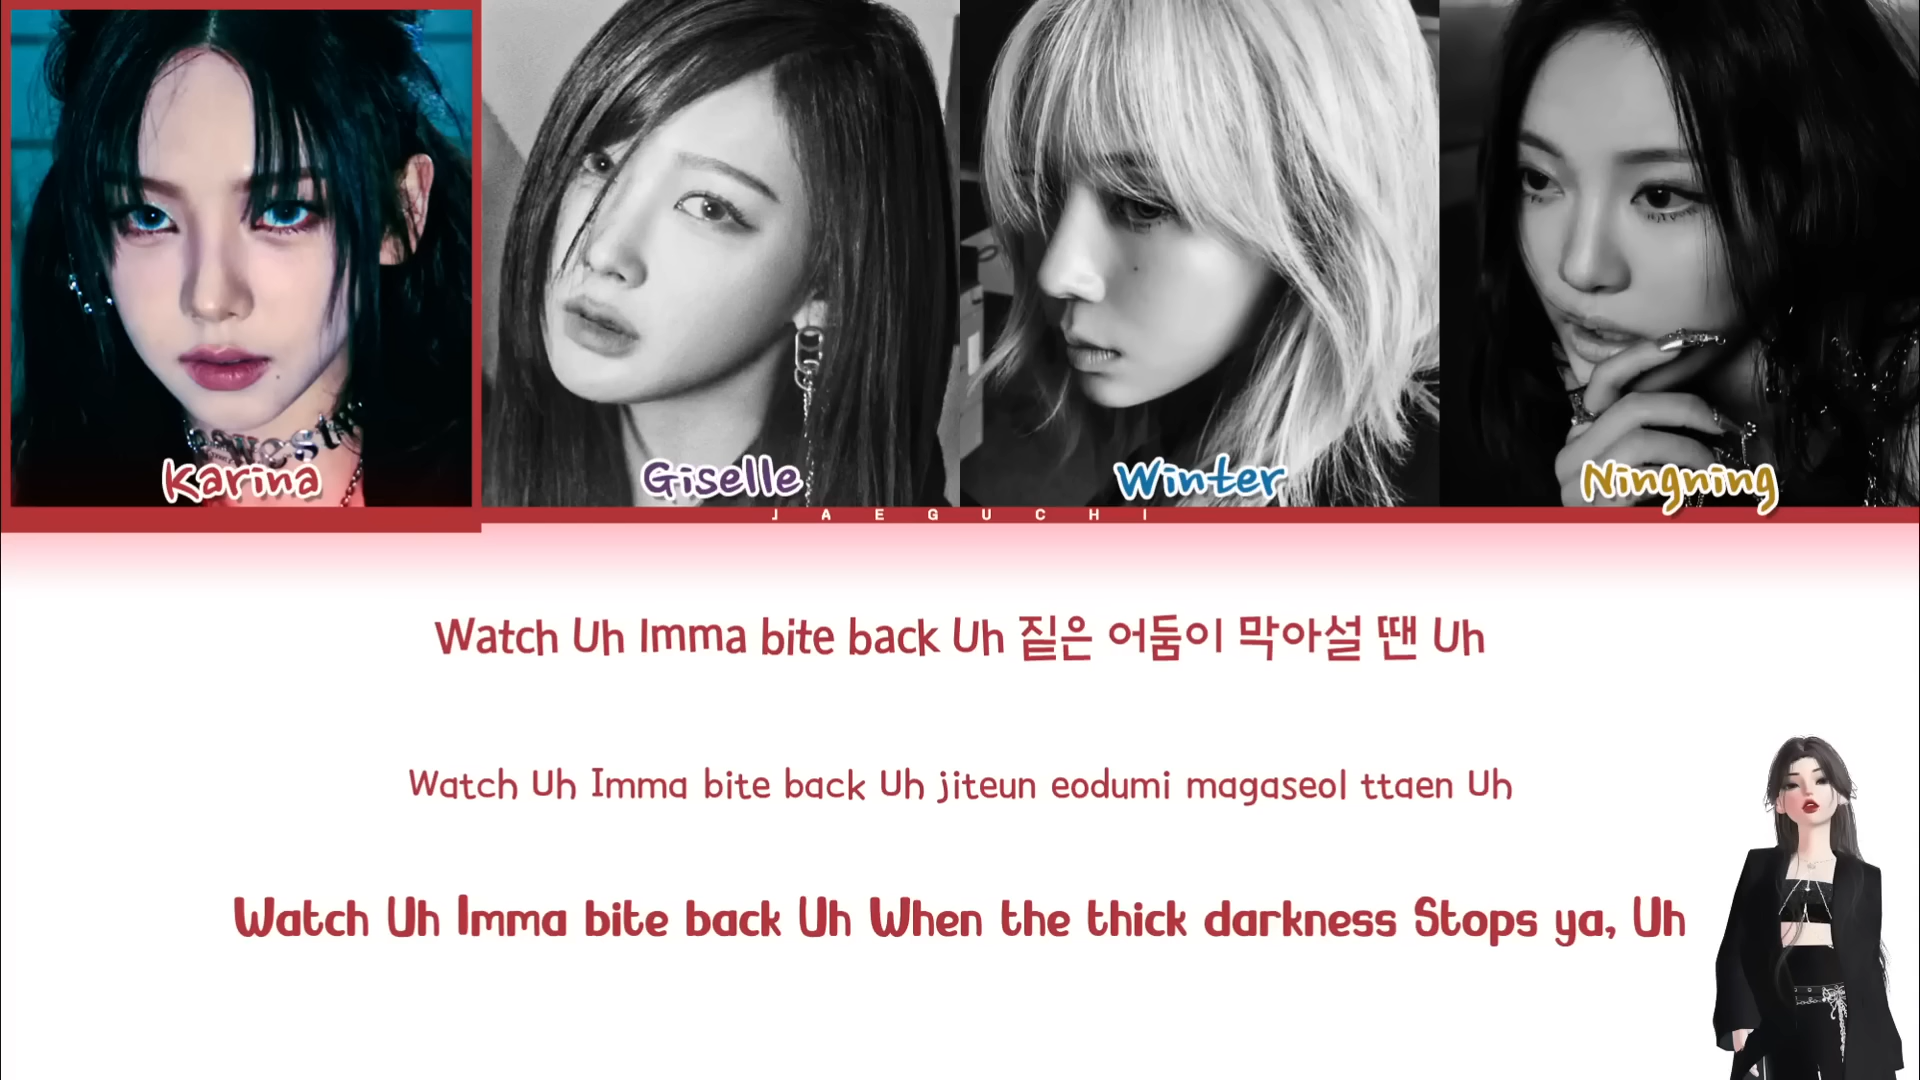 Karina
Giselle
Winter
Ningning
JAEGUCHI
Watch Uh Imma bite back Uh 짙은 어둠이 막아설 땐 Uh
Watch Uh Imma bite back Uh jiteun eodumi magaseol ttaen Uh
Watch Uh Imma bite back Uh When the thick darkness Stops ya, Uh